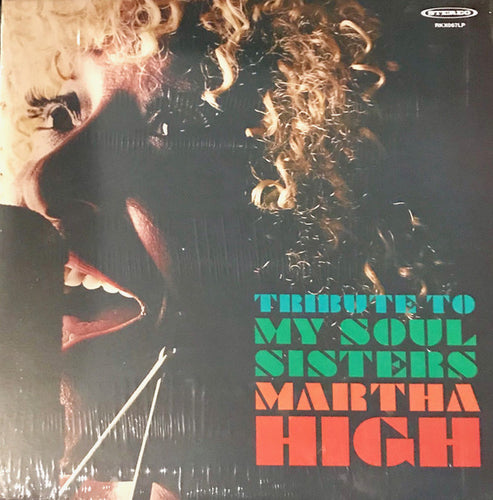 STEREO
RKX067LP
TRIBUTE TO
MY SOUL
SISTERS
MARTHA
HIGH